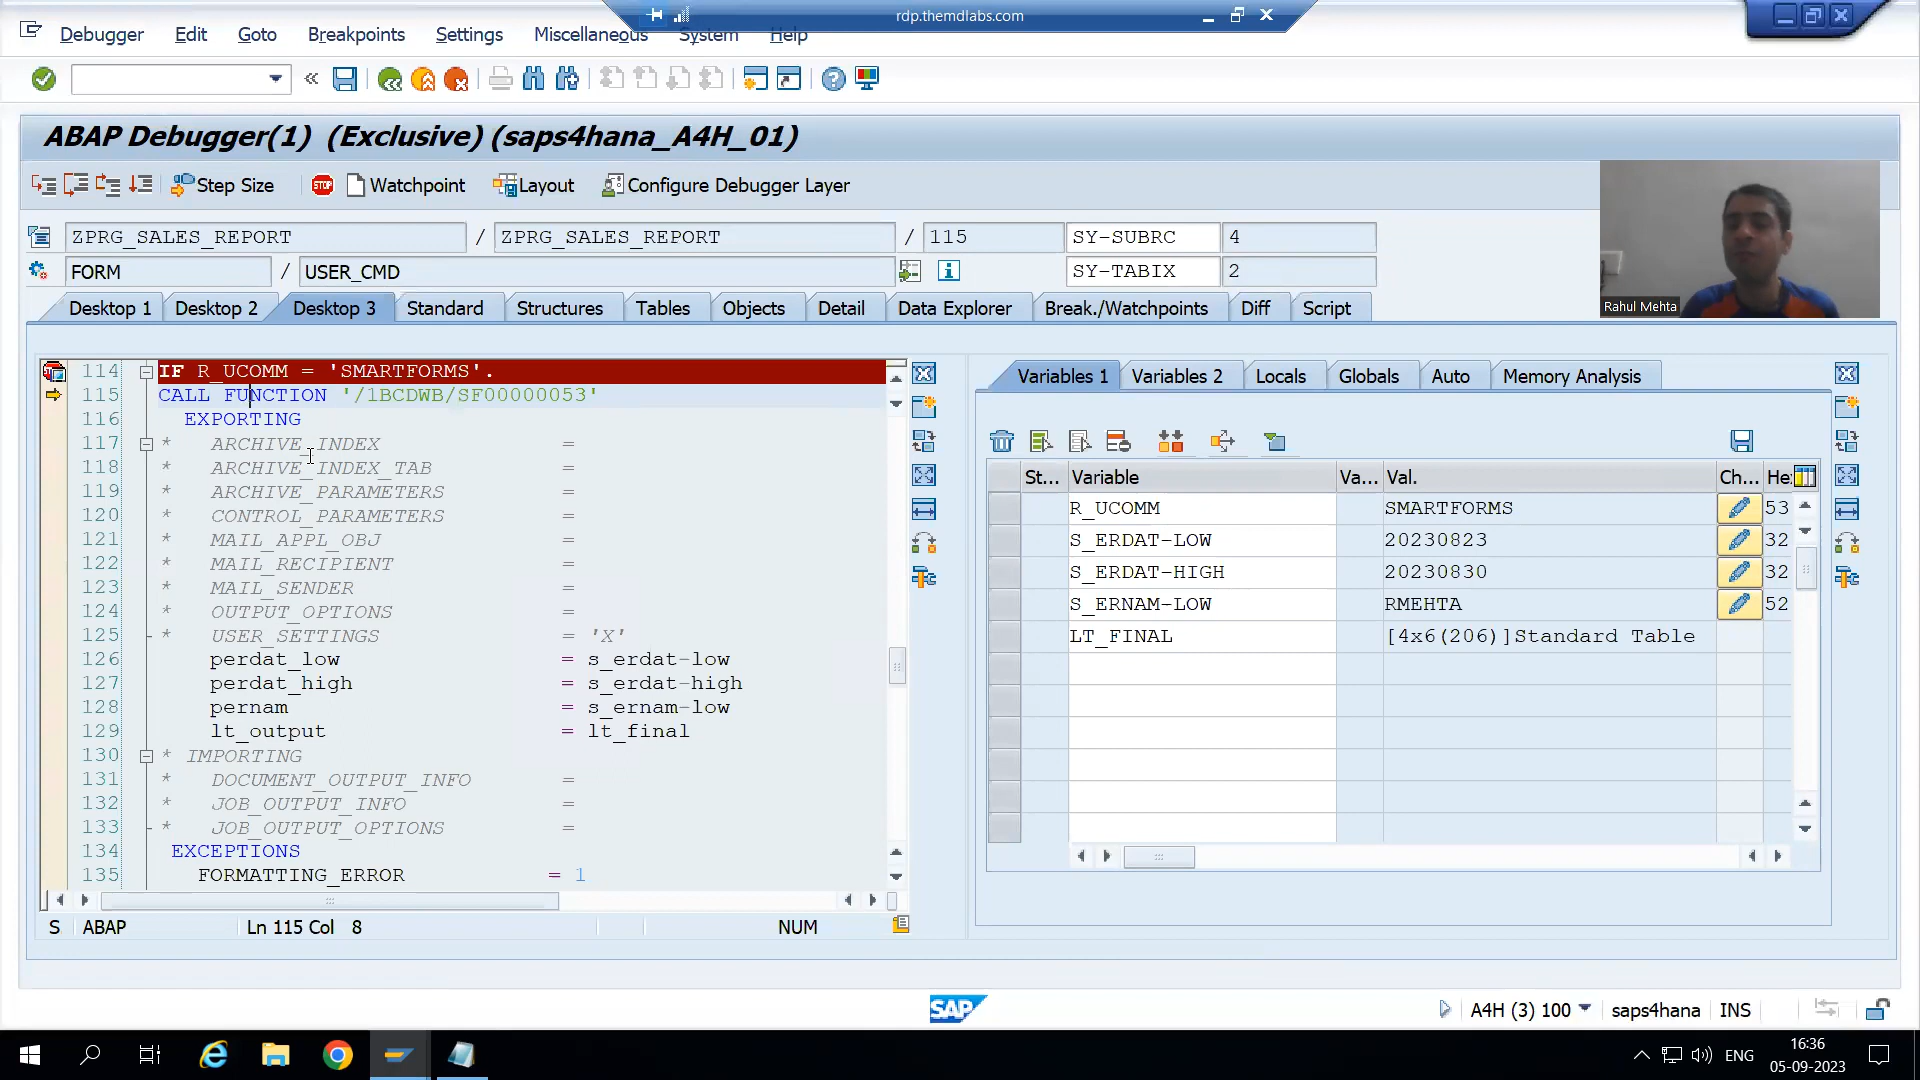 rdp.themdlabs.com
Debugger Edit Goto Breakpoints Settings Miscellaneous System Help
ABAP Debugger(1) (Exclusive) (saps4hana_A4H_01)
Step Size STOP Watchpoint Layout Configure Debugger Layer
ZPRG_SALES_REPORT / ZPRG_SALES_REPORT / 115 SY-SUBRC 4
FORM / USER_CMD SY-TABIX 2
Rahul Mehta
Desktop 1 Desktop 2 Desktop 3 Standard Structures Tables Objects Detail Data Explorer Break./Watchpoints Diff Script
114 IF R_UCOMM = 'SMARTFORMS'.
115 CALL FUNCTION '/1BCDWB/SF00000053'
116 EXPORTING
117 * ARCHIVE_INDEX =
118 * ARCHIVE_INDEX_TAB =
119 * ARCHIVE_PARAMETERS =
120 * CONTROL_PARAMETERS =
121 * MAIL_APPL_OBJ =
122 * MAIL_RECIPIENT =
123 * MAIL_SENDER =
124 * OUTPUT_OPTIONS =
125 * USER_SETTINGS = 'X'
126 perdat_low = s_erdat-low
127 perdat_high = s_erdat-high
128 pernam = s_ernam-low
129 lt_output = lt_final
130 * IMPORTING
131 * DOCUMENT_OUTPUT_INFO =
132 * JOB_OUTPUT_INFO =
133 * JOB_OUTPUT_OPTIONS =
134 EXCEPTIONS
135 FORMATTING_ERROR = 1
S ABAP Ln 115 Col 8 NUM
Variables 1 Variables 2 Locals Globals Auto Memory Analysis
St... Variable Va... Val. Ch... He
R_UCOMM SMARTFORMS 53
S_ERDAT-LOW 20230823 32
S_ERDAT-HIGH 20230830 32
S_ERNAM-LOW RMEHTA 52
LT_FINAL [4x6(206)]Standard Table
SAP A4H (3) 100 saps4hana INS
ENG
16:36
05-09-2023